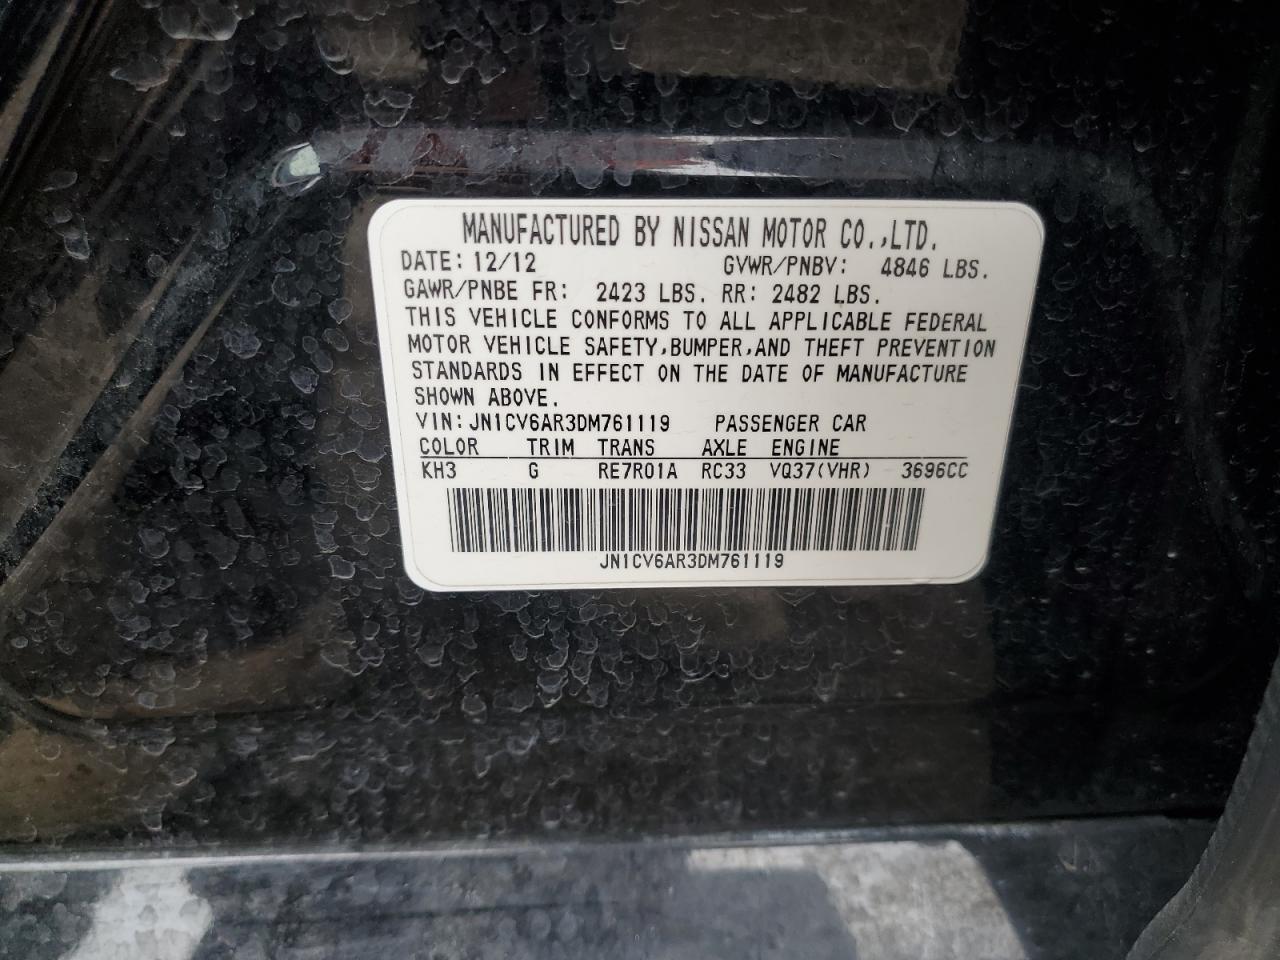 MANUFACTURED BY NISSAN MOTOR CO.,LTD.
DATE: 12/12 GVWR/PNBV: 4846 LBS.
GAWR/PNBE FR: 2423 LBS. RR: 2482 LBS.
THIS VEHICLE CONFORMS TO ALL APPLICABLE FEDERAL
MOTOR VEHICLE SAFETY,BUMPER,AND THEFT PREVENTION
STANDARDS IN EFFECT ON THE DATE OF MANUFACTURE
SHOWN ABOVE.
VIN:JN1CV6AR3DM761119 PASSENGER CAR
COLOR TRIM TRANS AXLE ENGINE
KH3 G RE7R01A RC33 VQ37(VHR) 3696CC
JN1CV6AR3DM761119